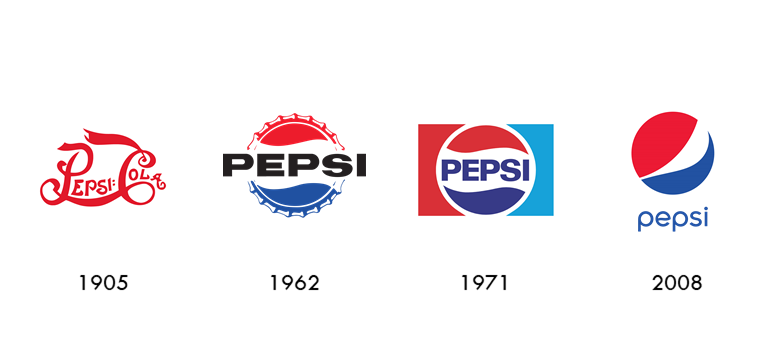 PEPSI:COLA
PEPSI
PEPSI
pepsi
1905
1962
1971
2008